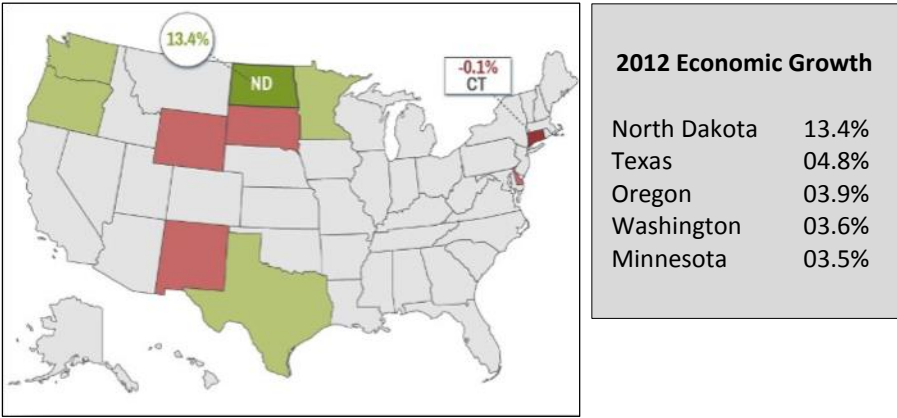 13.4%
ND
-0.1%
CT
2012 Economic Growth
North Dakota 13.4%
Texas 04.8%
Oregon 03.9%
Washington 03.6%
Minnesota 03.5%